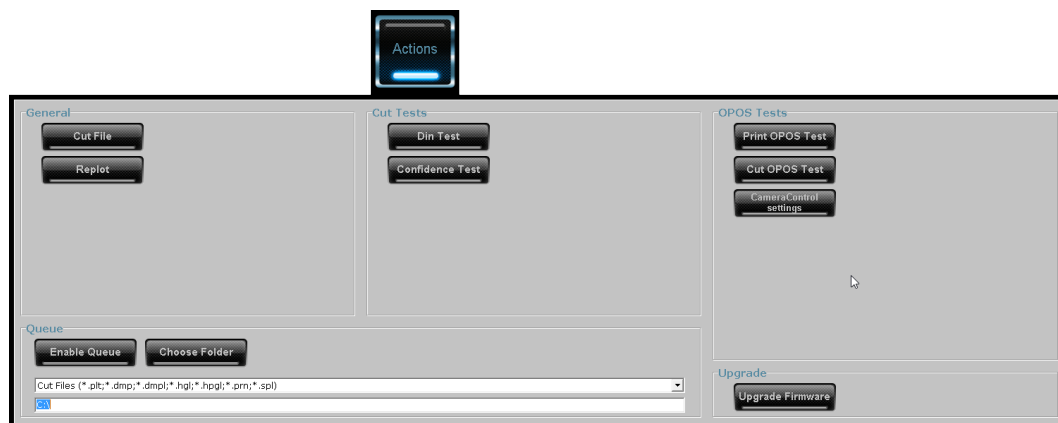 Actions
General
Cut File
Replot
Cut Tests
Din Test
Confidence Test
OPOS Tests
Print OPOS Test
Cut OPOS Test
CameraControl
settings
Queue
Enable Queue
Choose Folder
Cut Files (*.plt;*.dmp;*.dmpl;*.hgl;*.hpgl;*.prn;*.spl)
C:\
Upgrade
Upgrade Firmware